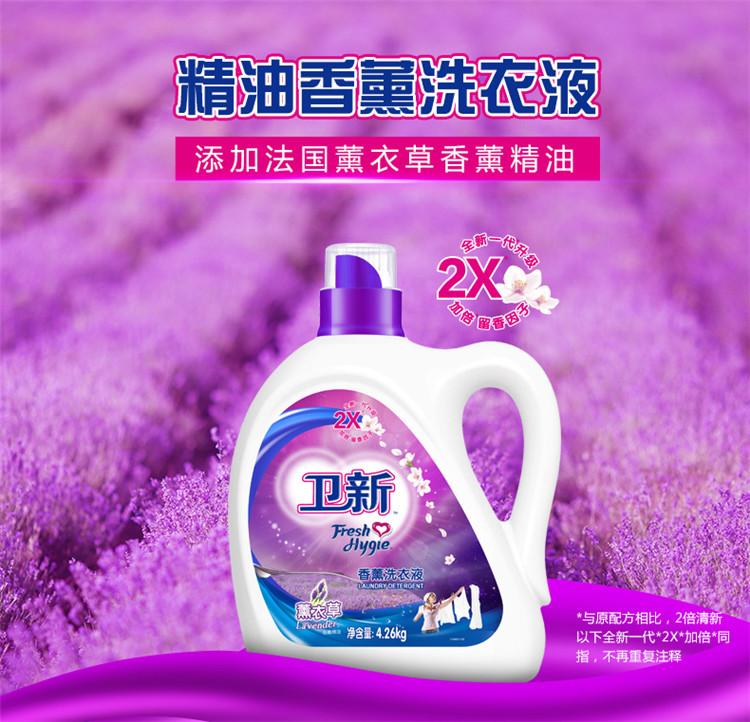 精油香薰洗衣液
添加法国薰衣草香薰精油
全新一代升级
2X
加倍 留香因子
2X
卫新
™
Fresh
Hygie
香薰洗衣液
LAUNDRY DETERGENT
薰衣草
Lavender
净含量: 4.26kg
*与原配方相比，2倍清新
以下全新一代*2X*加倍*同
指，不再重复注释